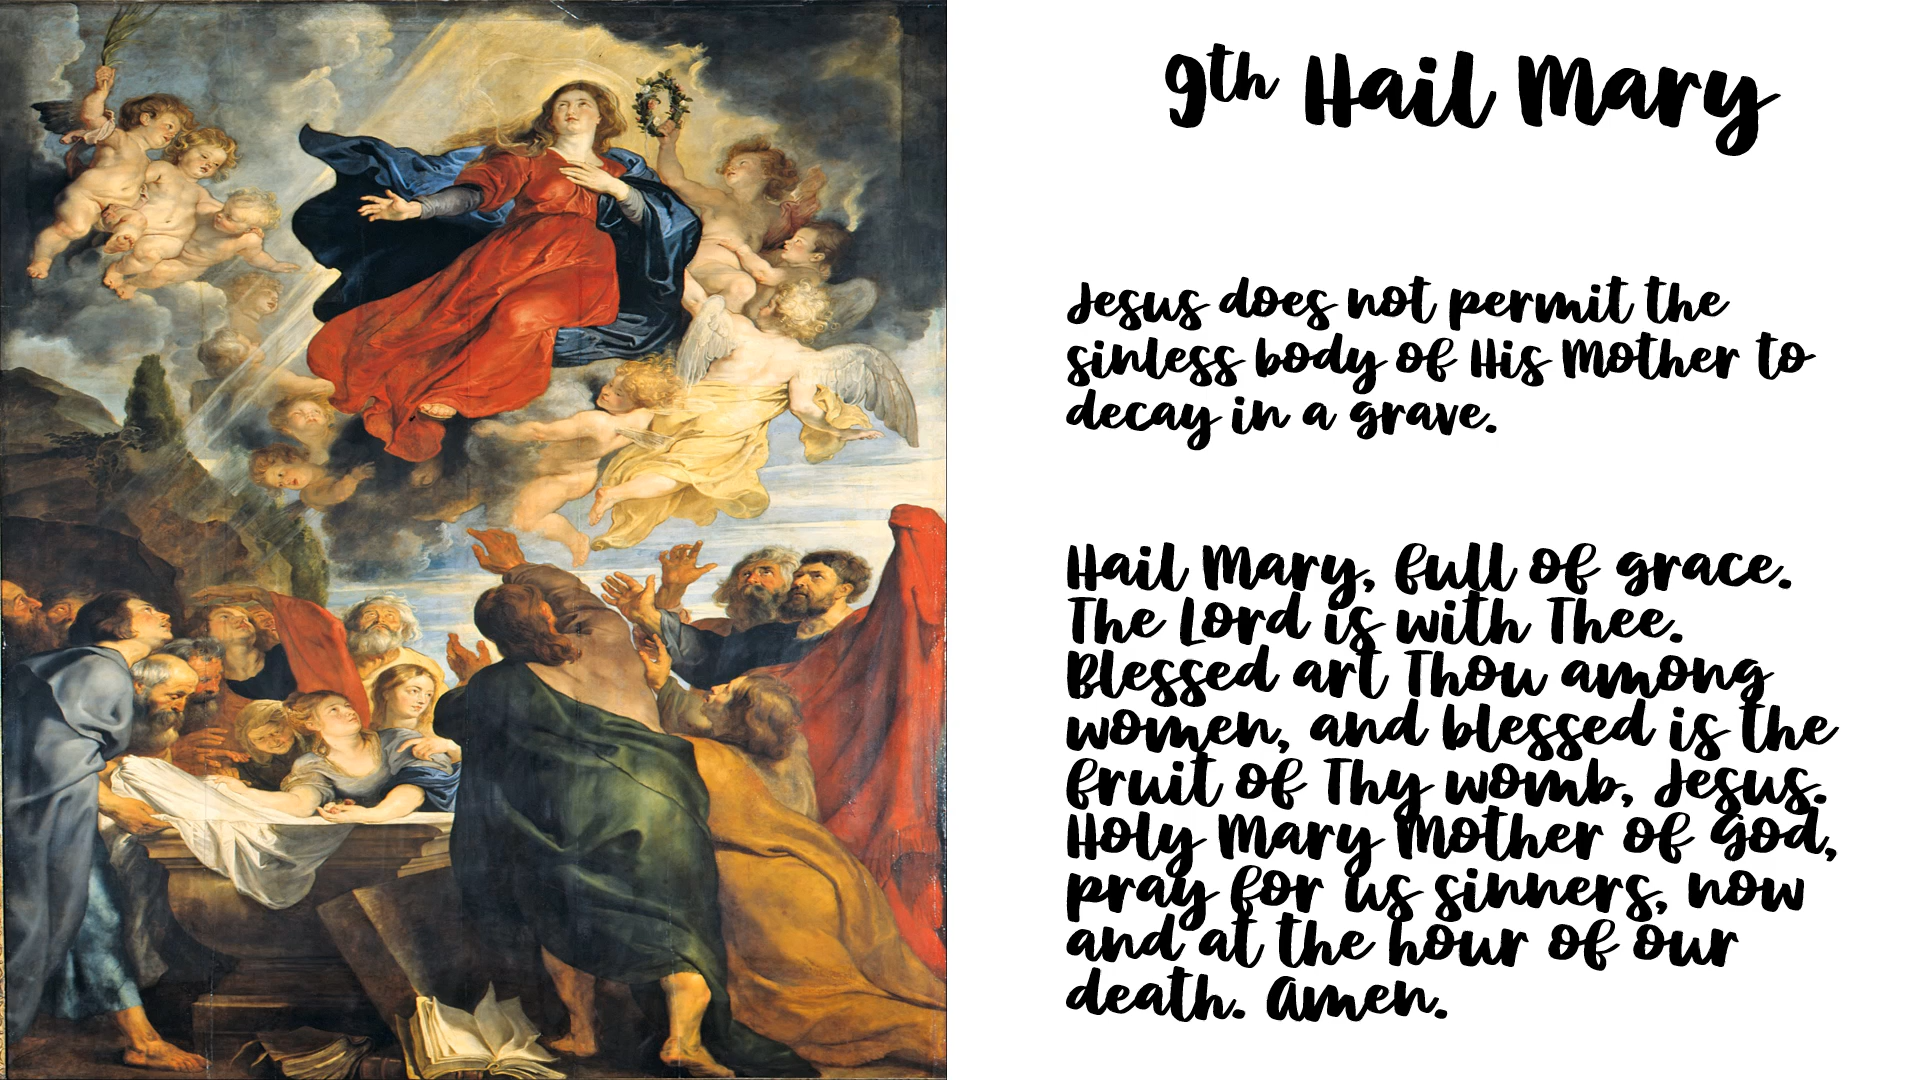 9th Hail Mary
Jesus does not permit the
sinless body of His Mother to
decay in a grave.
Hail Mary, full of grace.
The Lord is with Thee.
Blessed art Thou among
women, and blessed is the
fruit of Thy womb, Jesus.
Holy Mary Mother of God,
pray for us sinners, now
and at the hour of our
death. Amen.